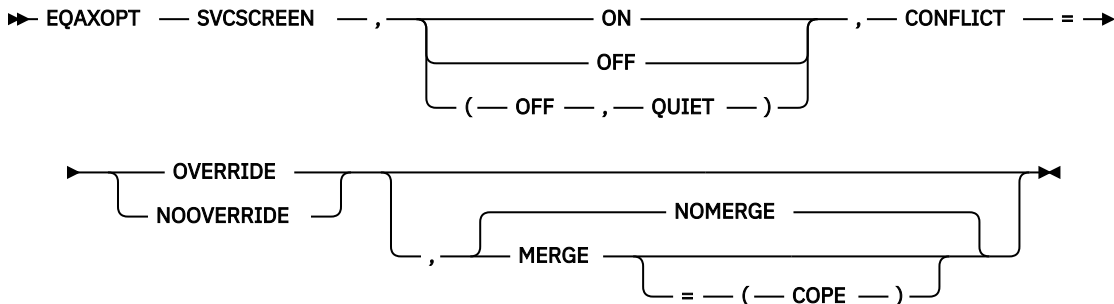 EQAXOPT SVCSCREEN , ON , CONFLICT =
OFF
( OFF , QUIET )
OVERRIDE
NOOVERRIDE
NOMERGE
, MERGE
= ( COPE )